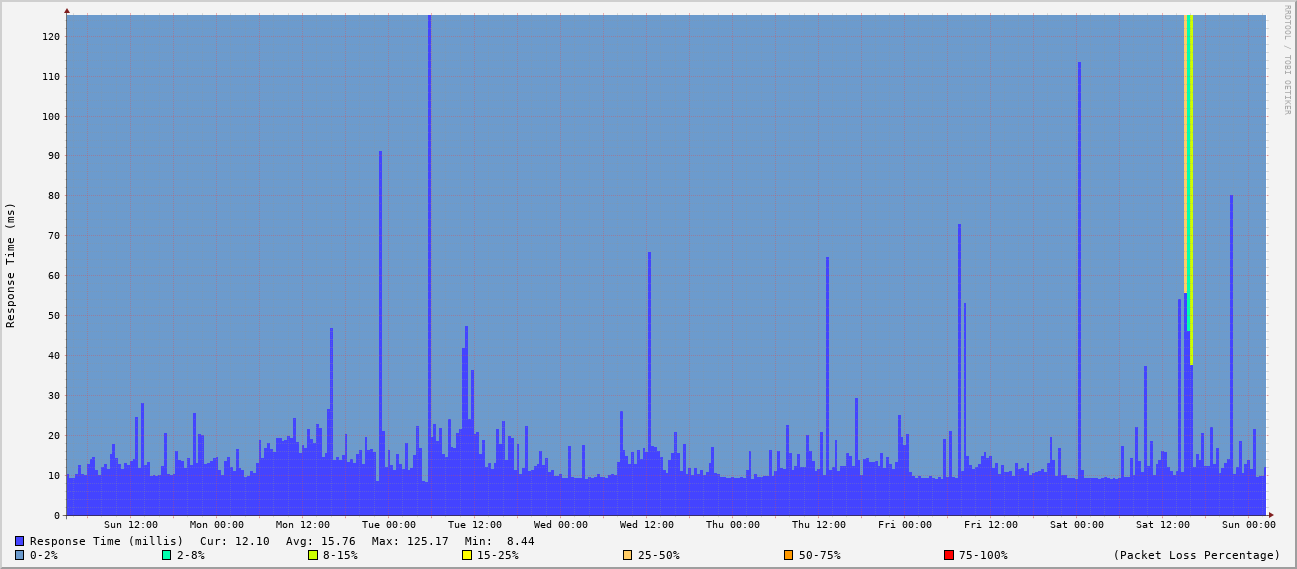 RRDTOOL / TOBI OETIKER
Response Time (ms)
120
110
100
90
80
70
60
50
40
30
20
10
0
Sun 12:00 Mon 00:00 Mon 12:00 Tue 00:00 Tue 12:00 Wed 00:00 Wed 12:00 Thu 00:00 Thu 12:00 Fri 00:00 Fri 12:00 Sat 00:00 Sat 12:00 Sun 00:00
Response Time (millis) Cur: 12.10 Avg: 15.76 Max: 125.17 Min: 8.44
0-2% 2-8% 8-15% 15-25% 25-50% 50-75% 75-100% (Packet Loss Percentage)